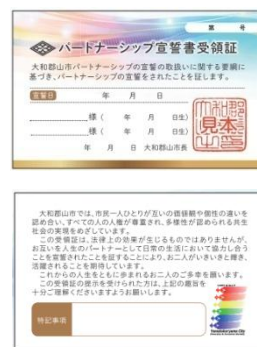 第　号
パートナーシップ宣誓書受領証
大和郡山市パートナーシップの宣誓の取扱いに関する要綱に
基づき、パートナーシップの宣誓をされたことを証します。
宣誓日　年　月　日
様（　年　月　日生）
様（　年　月　日生）
年　月　日　大和郡山市長
見本
大和郡山市では、市民一人ひとりが互いの価値観や個性の違いを
認め合い、すべての人の人権が尊重され、多様性が認められる共生
社会の実現をめざしています。
この受領証は、法律上の効果が生じるものではありませんが、
お互いを人生のパートナーとして日常の生活において協力し合う
ことを宣誓されたことを証することにより、お二人がいきいきと輝き、
活躍されることを期待しています。
これからの人生をともに歩まれるお二人のご多幸を願います。
この受領証の提示を受けられた方は、上記の趣旨を
十分ご理解くださいますようお願いします。
特記事項